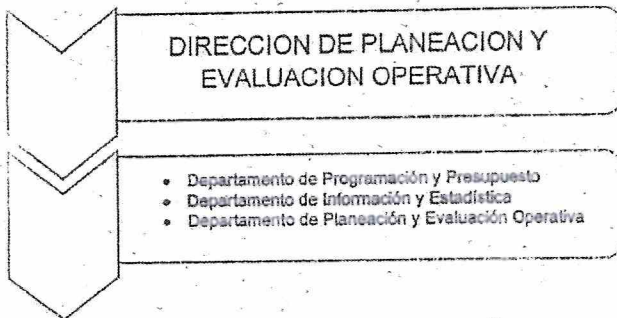 DIRECCION DE PLANEACION Y
EVALUACION OPERATIVA
• Departamento de Programación y Presupuesto
• Departamento de Información y Estadística
• Departamento de Planeación y Evaluación Operativa